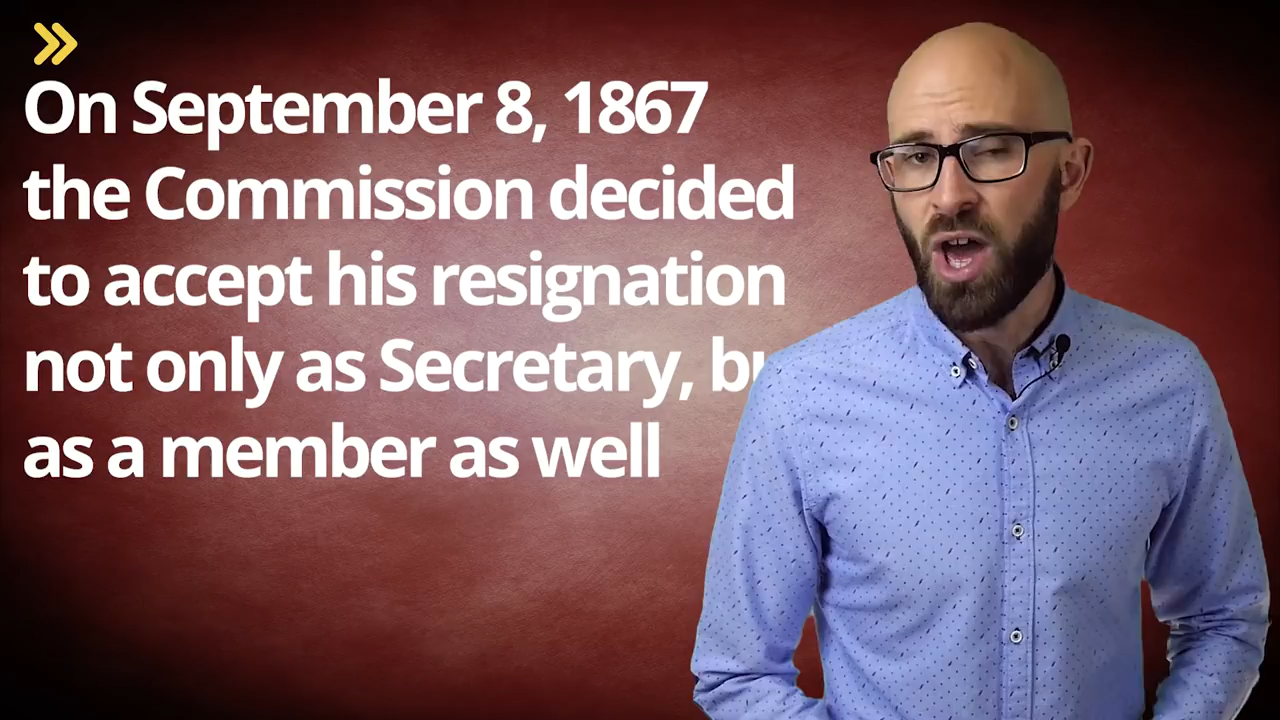 On September 8, 1867
the Commission decided
to accept his resignation
not only as Secretary,
as a member as well